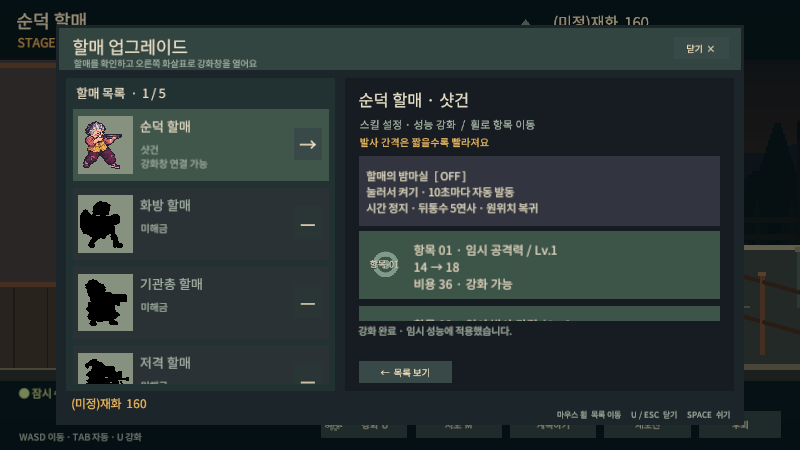 순덕 할매
STAGE
(미정)재화 160
할매 업그레이드
할매를 확인하고 오른쪽 화살표로 강화창을 열어요
닫기 ×
할매 목록 · 1/5
순덕 할매
샷건
강화창 연결 가능
→
화방 할매
미해금
—
기관총 할매
미해금
—
저격 할매
미해금
—
(미정)재화 160
순덕 할매 · 샷건
스킬 설정 · 성능 강화 / 휠로 항목 이동
발사 간격은 짧을수록 빨라져요
할매의 밤마실 [OFF]
눌러서 켜기 · 10초마다 자동 발동
시간 정지 · 뒤통수 5연사 · 원위치 복귀
항목 01
항목 01 · 임시 공격력 / Lv.1
14 → 18
비용 36 · 강화 가능
강화 완료 · 임시 성능에 적용했습니다.
← 목록 보기
마우스 휠 목록 이동 U / ESC 닫기 SPACE 쉬기
잠시
WASD 이동 · TAB 자동 · U 강화